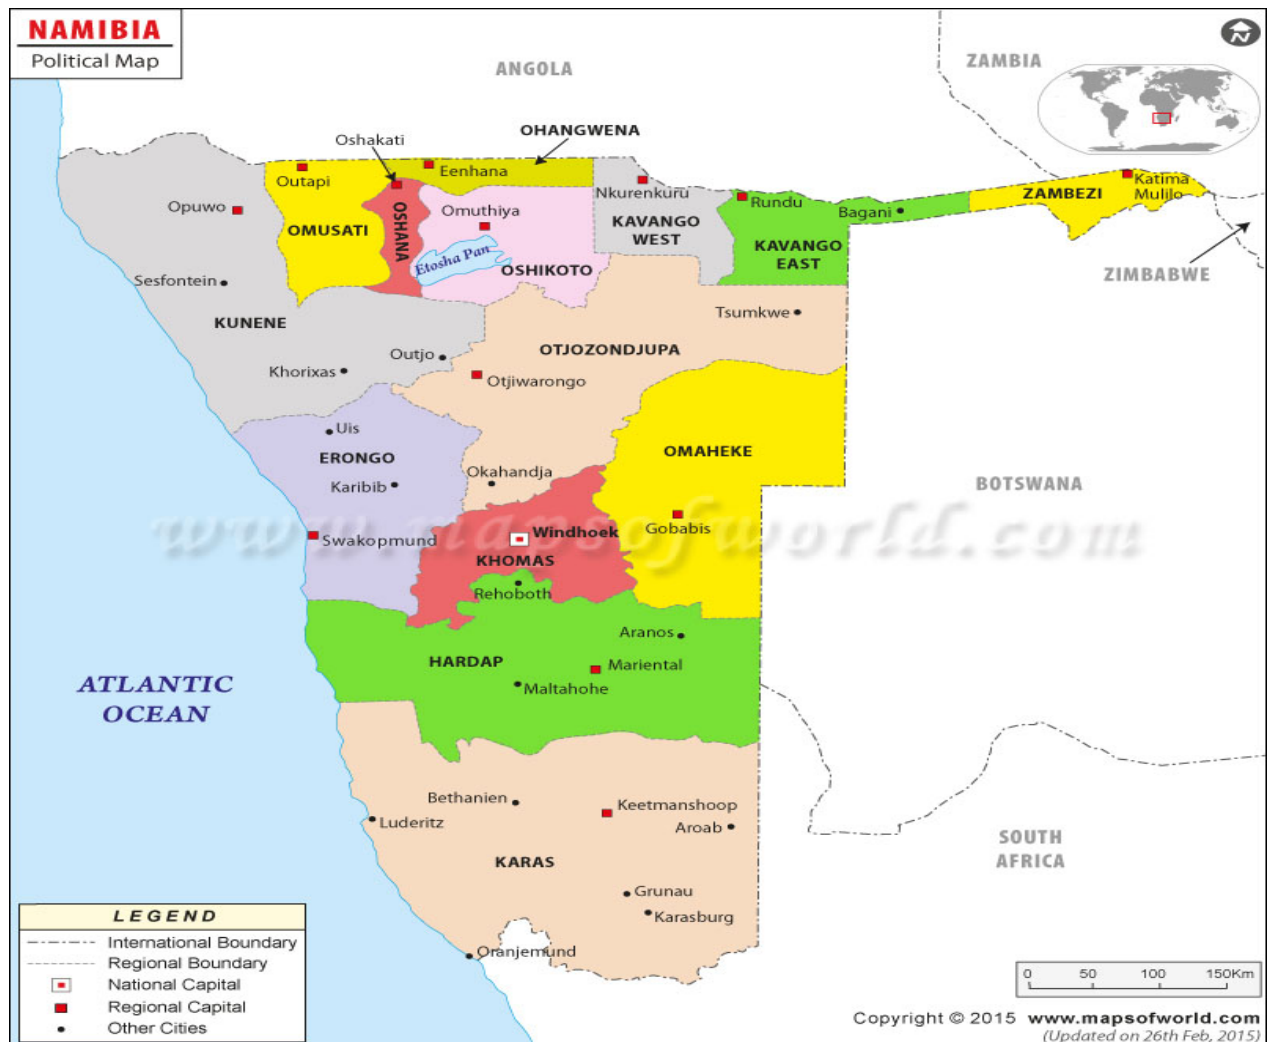 NAMIBIA
Political Map
N
ANGOLA
ZAMBIA
OHANGWENA
Oshakati
Eenhana
Outapi
Nkurenkuru
Katima
Mulilo
ZAMBEZI
Opuwo
OMUSATI
OSHANA
Omuthiya
KAVANGO
WEST
Rundu
Bagani
KAVANGO
EAST
Etosha Pan
OSHIKOTO
ZIMBABWE
Sesfontein
KUNENE
Tsumkwe
Outjo
OTJOZONDJUPA
Khorixas
Otjiwarongo
Uis
ERONGO
OMAHEKE
Karibib
Okahandja
BOTSWANA
www.mapsofworld.com
Swakopmund
Windhoek
Gobabis
KHOMAS
Rehoboth
Aranos
HARDAP
Mariental
Maltahohe
ATLANTIC
OCEAN
Bethanien
Keetmanshoop
Luderitz
Aroab
SOUTH
AFRICA
KARAS
Grunau
Karasburg
Oranjemund
LEGEND
International Boundary
Regional Boundary
National Capital
Regional Capital
Other Cities
0 50 100 150Km
Copyright © 2015 www.mapsofworld.com
(Updated on 26th Feb, 2015)